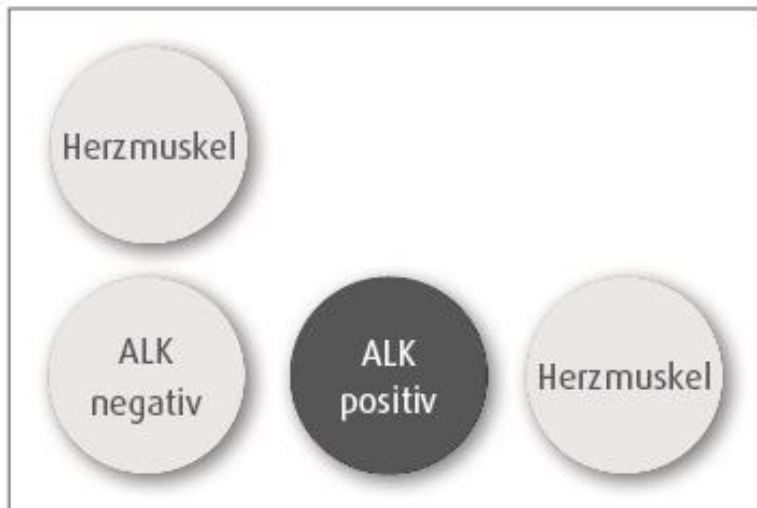 Herzmuskel
ALK
negativ
ALK
positiv
Herzmuskel